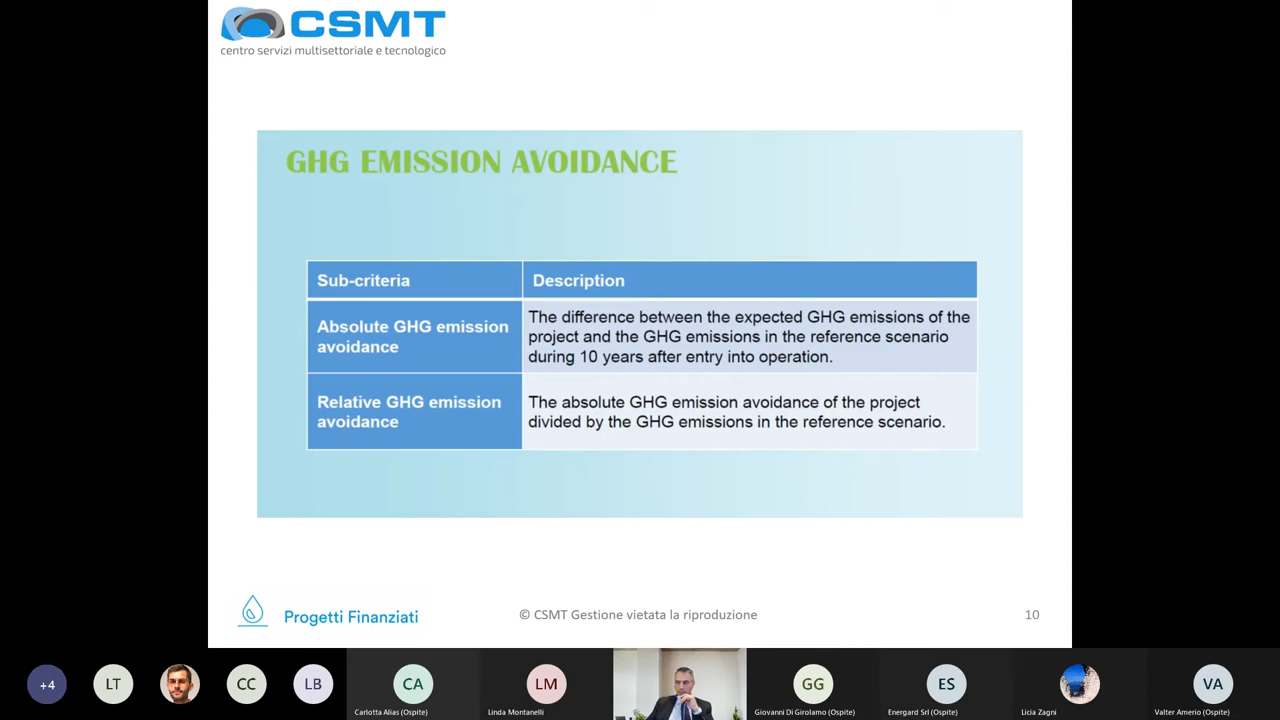 CSMT
centro servizi multisettoriale e tecnologico
GHG EMISSION AVOIDANCE
Sub-criteria
Description
Absolute GHG emission
avoidance
The difference between the expected GHG emissions of the
project and the GHG emissions in the reference scenario
during 10 years after entry into operation.
Relative GHG emission
avoidance
The absolute GHG emission avoidance of the project
divided by the GHG emissions in the reference scenario.
Progetti Finanziati
© CSMT Gestione vietata la riproduzione
10
+4
LT
CC
LB
CA
Carlotta Alias (Ospite)
LM
Linda Montanelli
GG
Giovanni Di Girolamo (Ospite)
ES
Energard Srl (Ospite)
Licia Zagni
VA
Valter Amerio (Ospite)